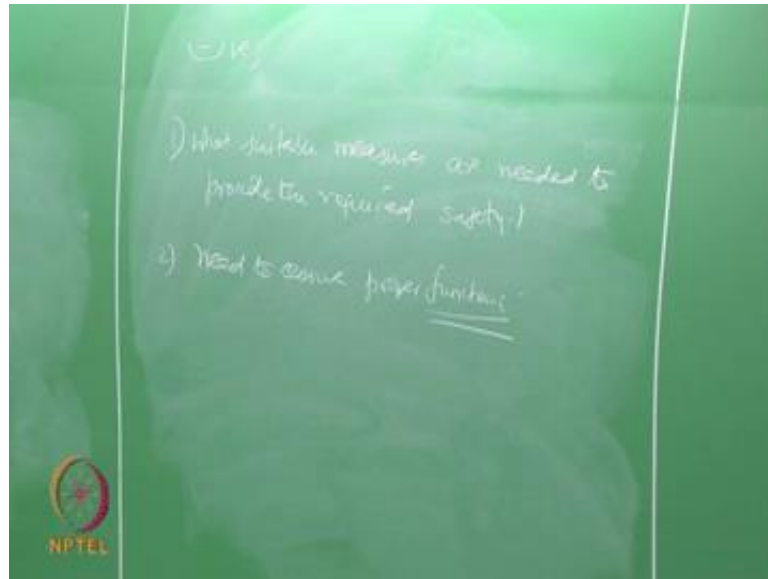 1) What suitable measures are needed to
provide the required safety?
2) Need to ensure proper functions
NPTEL